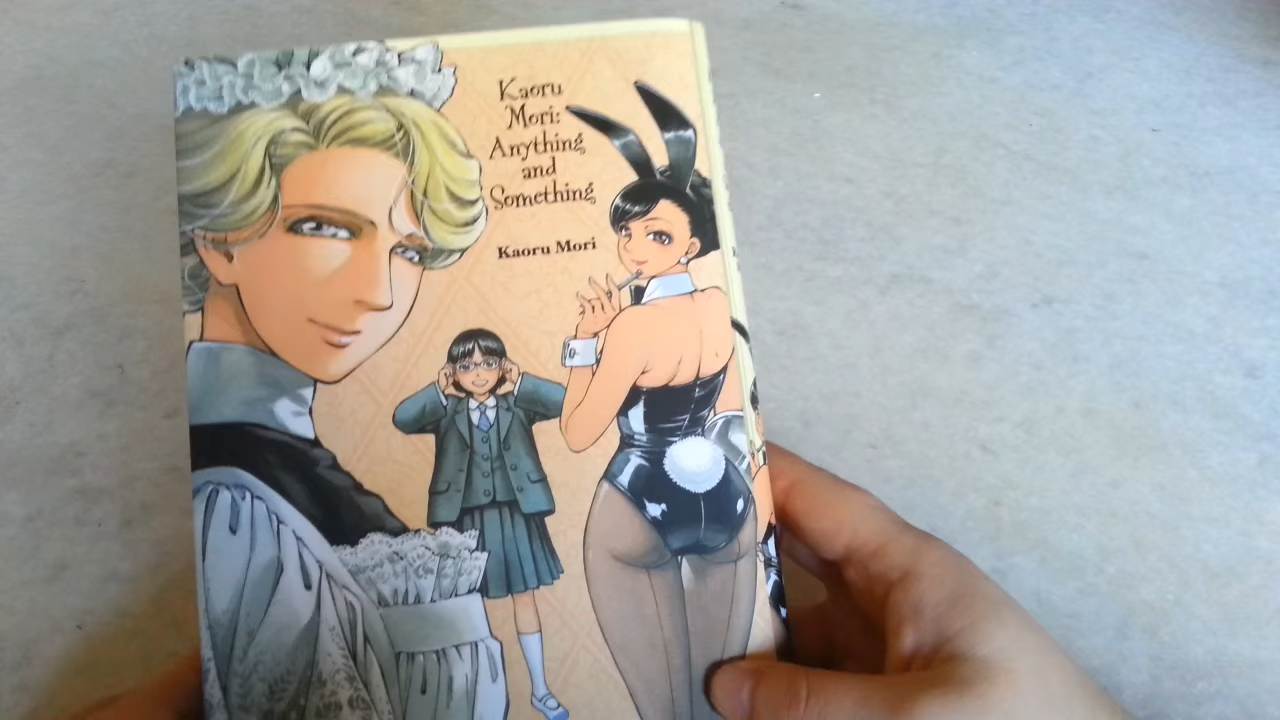 Kaoru
Mori:
Anything
and
Something
Kaoru Mori